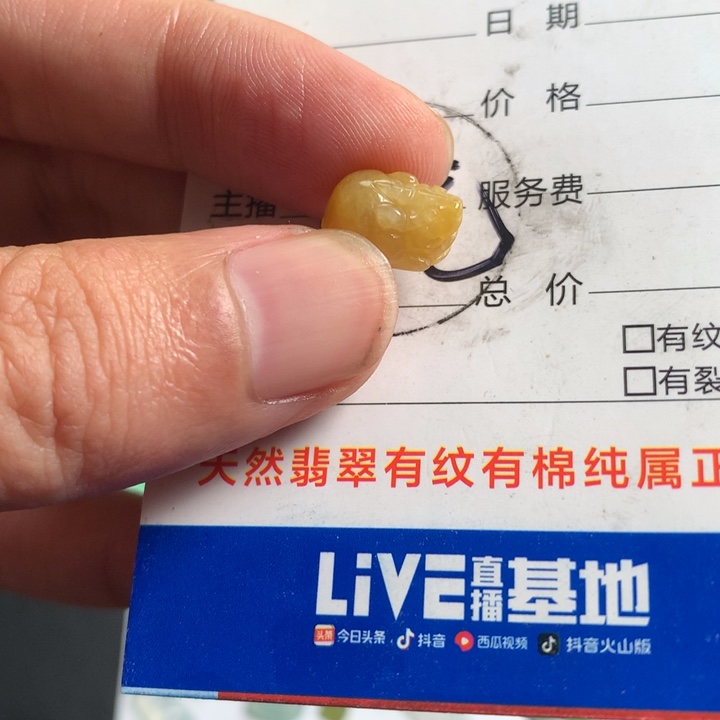 日 期
价 格
主播
服务费
总 价
□有纹
□有裂
天然翡翠有纹有棉纯属正
LiVE直播基地
头条 今日头条 抖音 西瓜视频 抖音火山版